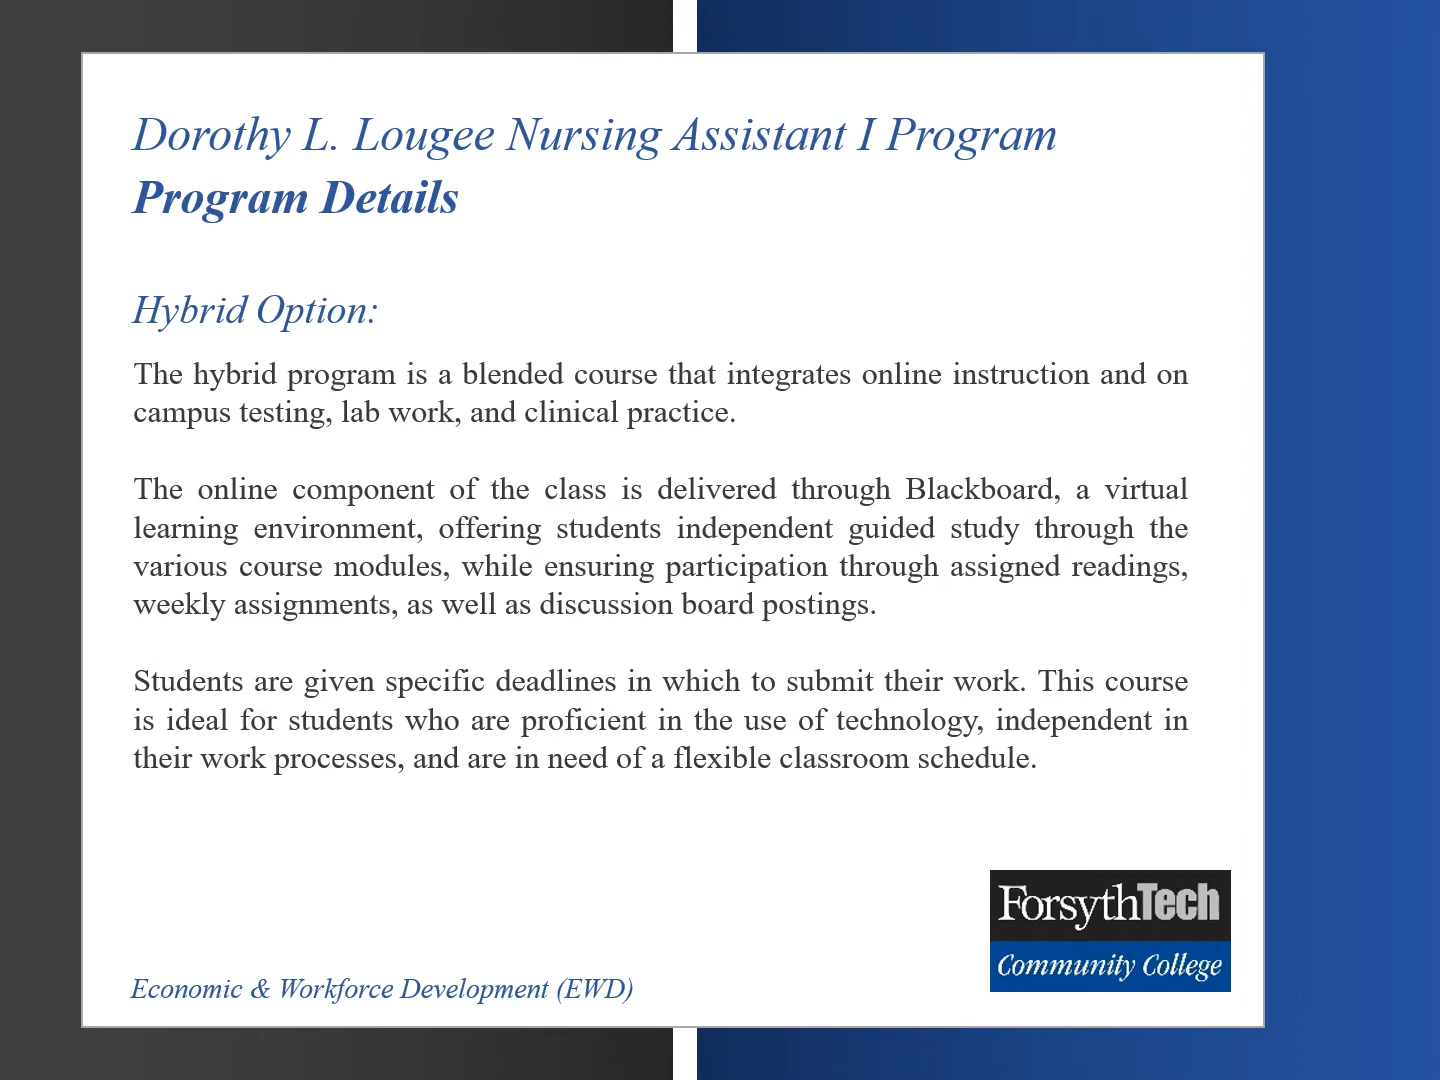 Dorothy L. Lougee Nursing Assistant I Program
Program Details
Hybrid Option:
The hybrid program is a blended course that integrates online instruction and on
campus testing, lab work, and clinical practice.
The online component of the class is delivered through Blackboard, a virtual
learning environment, offering students independent guided study through the
various course modules, while ensuring participation through assigned readings,
weekly assignments, as well as discussion board postings.
Students are given specific deadlines in which to submit their work. This course
is ideal for students who are proficient in the use of technology, independent in
their work processes, and are in need of a flexible classroom schedule.
ForsythTech
Community College
Economic & Workforce Development (EWD)